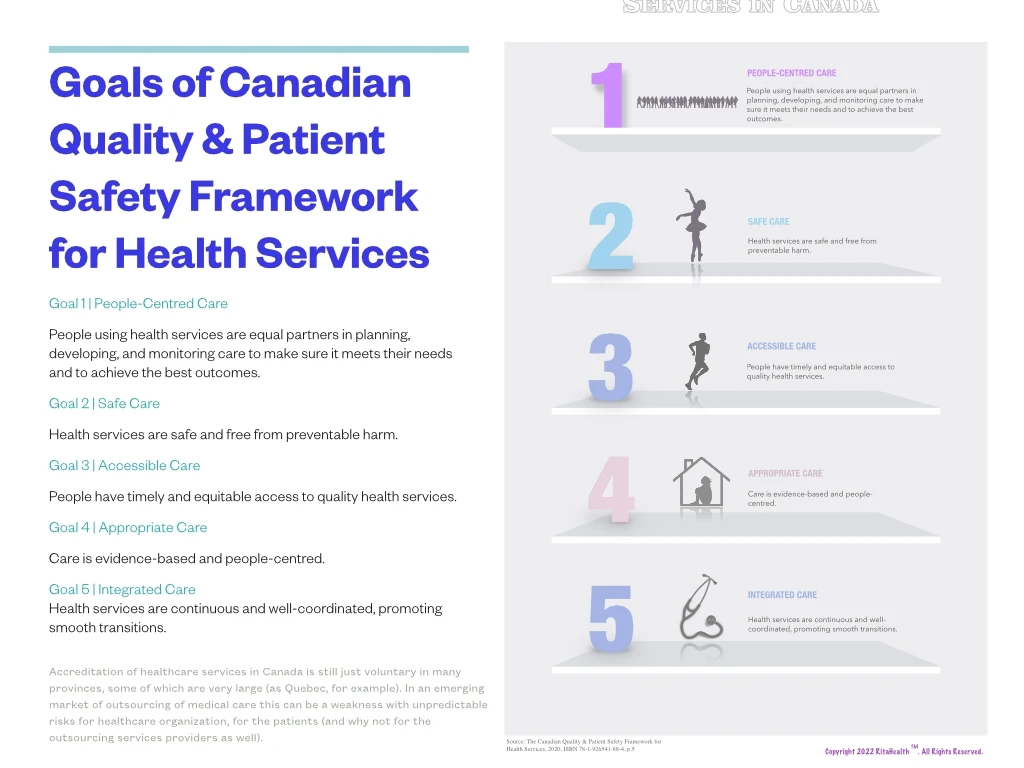 SERVICES IN CANADA
Goals of Canadian
Quality & Patient
Safety Framework
for Health Services
Goal 1 | People-Centred Care
People using health services are equal partners in planning,
developing, and monitoring care to make sure it meets their needs
and to achieve the best outcomes.
Goal 2 | Safe Care
Health services are safe and free from preventable harm.
Goal 3 | Accessible Care
People have timely and equitable access to quality health services.
Goal 4 | Appropriate Care
Care is evidence-based and people-centred.
Goal 5 | Integrated Care
Health services are continuous and well-coordinated, promoting
smooth transitions.
Accreditation of healthcare services in Canada is still just voluntary in many
provinces, some of which are very large (as Quebec, for example). In an emerging
market of outsourcing of medical care this can be a weakness with unpredictable
risks for healthcare organization, for the patients (and why not for the
outsourcing services providers as well).
1
PEOPLE-CENTRED CARE
People using health services are equal partners in
planning, developing, and monitoring care to make
sure it meets their needs and to achieve the best
outcomes.
2
SAFE CARE
Health services are safe and free from
preventable harm.
3
ACCESSIBLE CARE
People have timely and equitable access to
quality health services.
4
APPROPRIATE CARE
Care is evidence-based and people-
centred.
5
INTEGRATED CARE
Health services are continuous and well-
coordinated, promoting smooth transitions.
Source: The Canadian Quality & Patient Safety Framework for
Health Services, 2020, ISBN 78-1-926541-88-4, p.5
Copyright 2022 RitaHealth ™. All Rights Reserved.